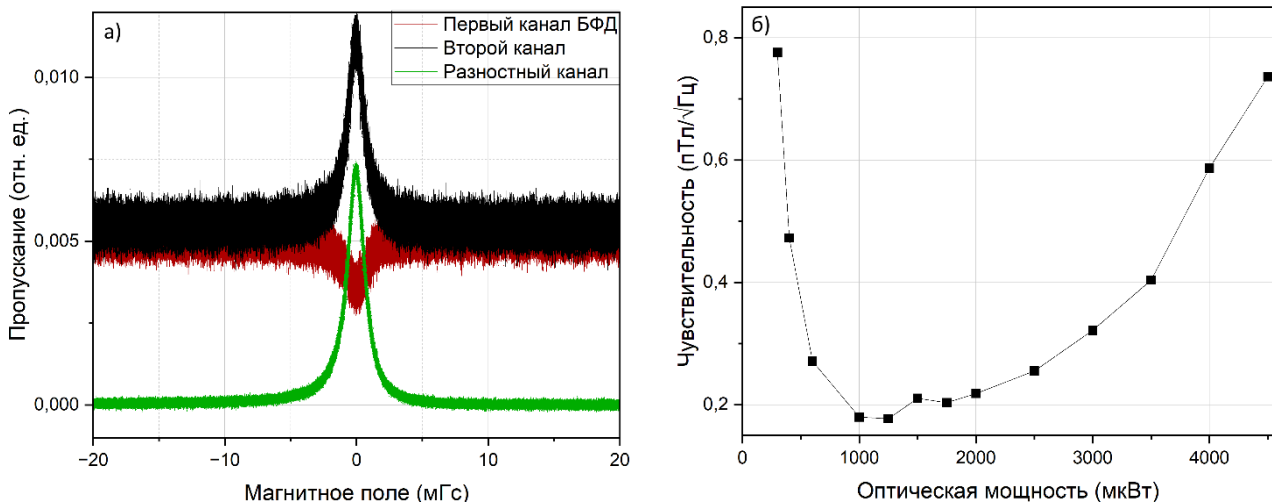 а)
Первый канал БФД
Второй канал
Разностный канал
0,010
0,005
0,000
Пропускание (отн. ед.)
−20
−10
0
10
20
Магнитное поле (мГс)
б)
0,8
0,6
0,4
0,2
Чувствительность (пТл/√Гц)
0
1000
2000
3000
4000
Оптическая мощность (мкВт)